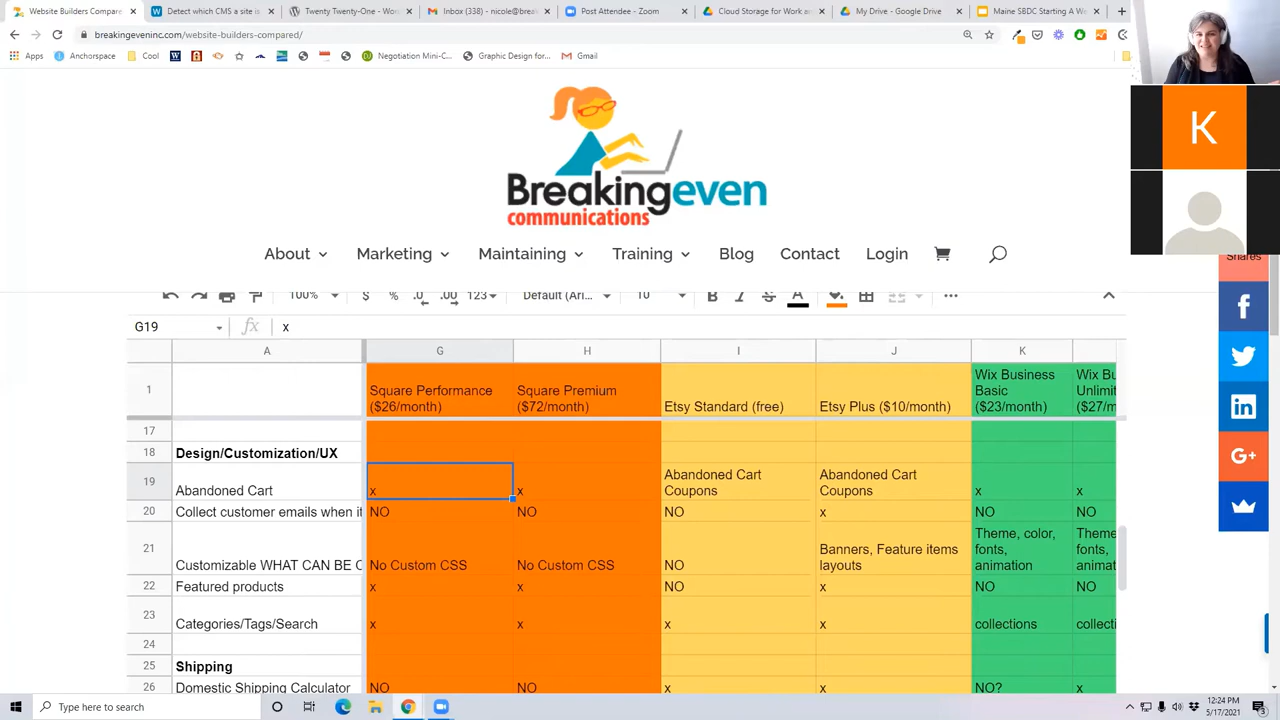 Website Builders Compare
Detect which CMS a site is
Twenty Twenty-One - Wor
Inbox (338) - nicole@breal
Post Attendee - Zoom
Cloud Storage for Work an
My Drive - Google Drive
Maine SBDC Starting A W
breakingeveninc.com/website-builders-compared/
Apps
Anchorspace
Cool
Negotiation Mini-C...
Graphic Design for...
Gmail
K
Breakingeven
communications
About
Marketing
Maintaining
Training
Blog
Contact
Login
Shares
100%
$
%
.0
.00
123
Default (Ari...
10
B
I
S
A
G19
fx
x
A
G
H
I
J
K
1
Square Performance
($26/month)
Square Premium
($72/month)
Etsy Standard (free)
Etsy Plus ($10/month)
Wix Business
Basic
($23/month)
Wix Bu
Unlimit
($27/m
17
18
Design/Customization/UX
19
Abandoned Cart
x
x
Abandoned Cart
Coupons
Abandoned Cart
Coupons
x
x
20
Collect customer emails when it
NO
NO
NO
x
NO
NO
21
Customizable WHAT CAN BE C
No Custom CSS
No Custom CSS
NO
Banners, Feature items
layouts
Theme, color,
fonts,
animation
Theme
fonts,
animat
22
Featured products
x
x
NO
x
NO
NO
23
Categories/Tags/Search
x
x
x
x
collections
collecti
24
25
Shipping
26
Domestic Shipping Calculator
NO
NO
x
x
NO?
x
Type here to search
12:24 PM
5/17/2021